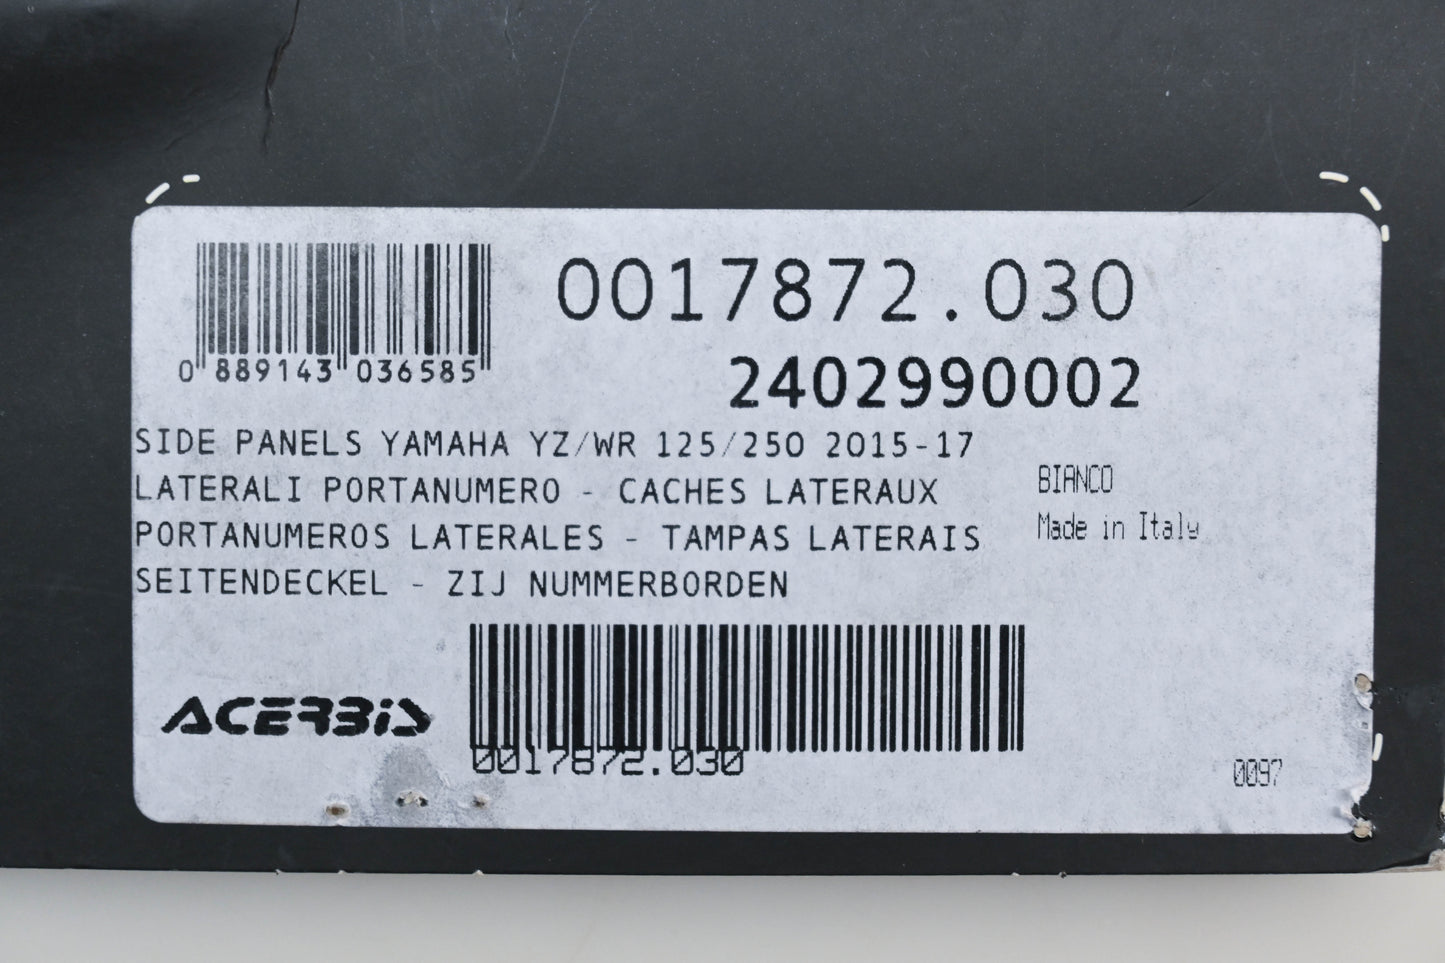 0 889143 036585
0017872.030
2402990002
SIDE PANELS YAMAHA YZ/WR 125/250 2015-17
LATERALI PORTANUMERO - CACHES LATERAUX
PORTANUMEROS LATERALES - TAMPAS LATERAIS
SEITENDECKEL - ZIJ NUMMERBORDEN
BIANCO
Made in Italy
ACERBIS
0017872.030
0097